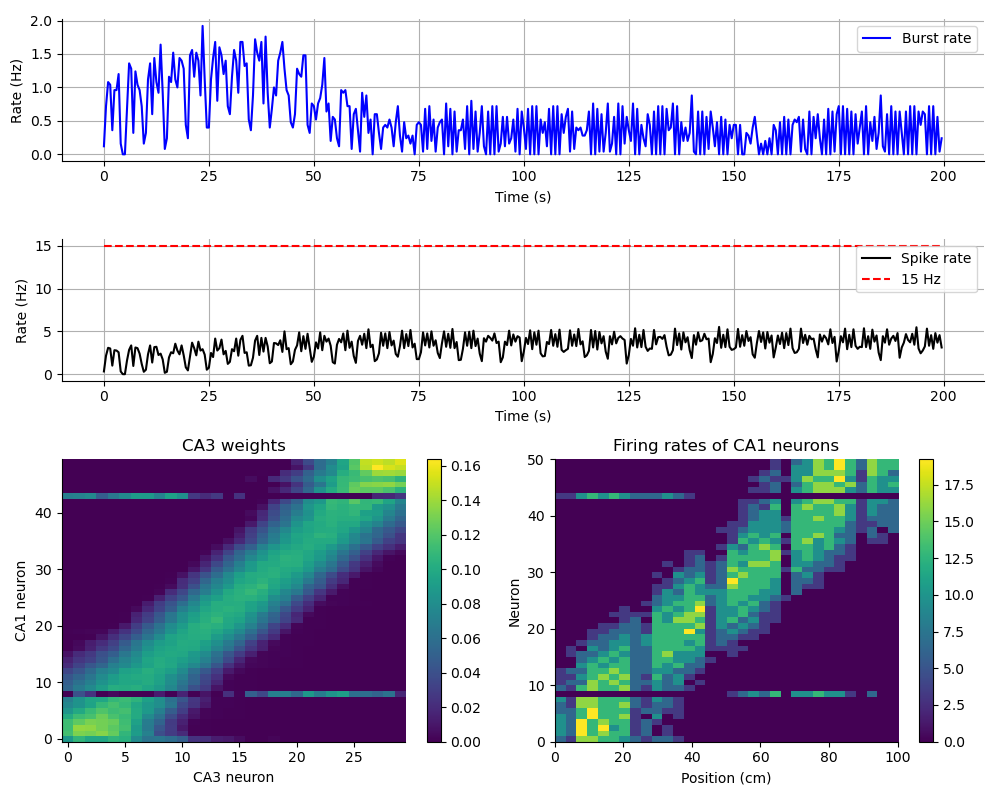 2.0
1.5
1.0
0.5
0.0
Rate (Hz)
Burst rate
0 25 50 75 100 125 150 175 200
Time (s)
15
10
5
0
Rate (Hz)
Spike rate
15 Hz
0 25 50 75 100 125 150 175 200
Time (s)
CA3 weights
40
30
20
10
0
CA1 neuron
0 5 10 15 20 25
CA3 neuron
0.16
0.14
0.12
0.10
0.08
0.06
0.04
0.02
0.00
Firing rates of CA1 neurons
50
40
30
20
10
0
Neuron
0 20 40 60 80 100
Position (cm)
17.5
15.0
12.5
10.0
7.5
5.0
2.5
0.0